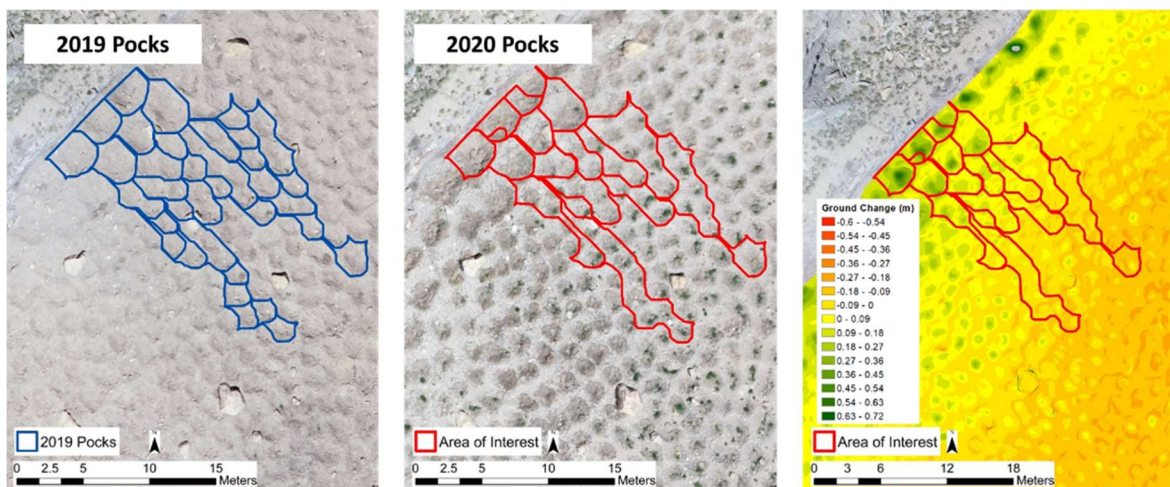 2019 Pocks
2019 Pocks
N
0 2.5 5 10 15
Meters
2020 Pocks
Area of Interest
N
0 2.5 5 10 15
Meters
Ground Change (m)
-0.6 - -0.54
-0.54 - -0.45
-0.45 - -0.36
-0.36 - -0.27
-0.27 - -0.18
-0.18 - -0.09
-0.09 - 0
0 - 0.09
0.09 - 0.18
0.18 - 0.27
0.27 - 0.36
0.36 - 0.45
0.45 - 0.54
0.54 - 0.63
0.63 - 0.72
Area of Interest
N
0 3 6 12 18
Meters